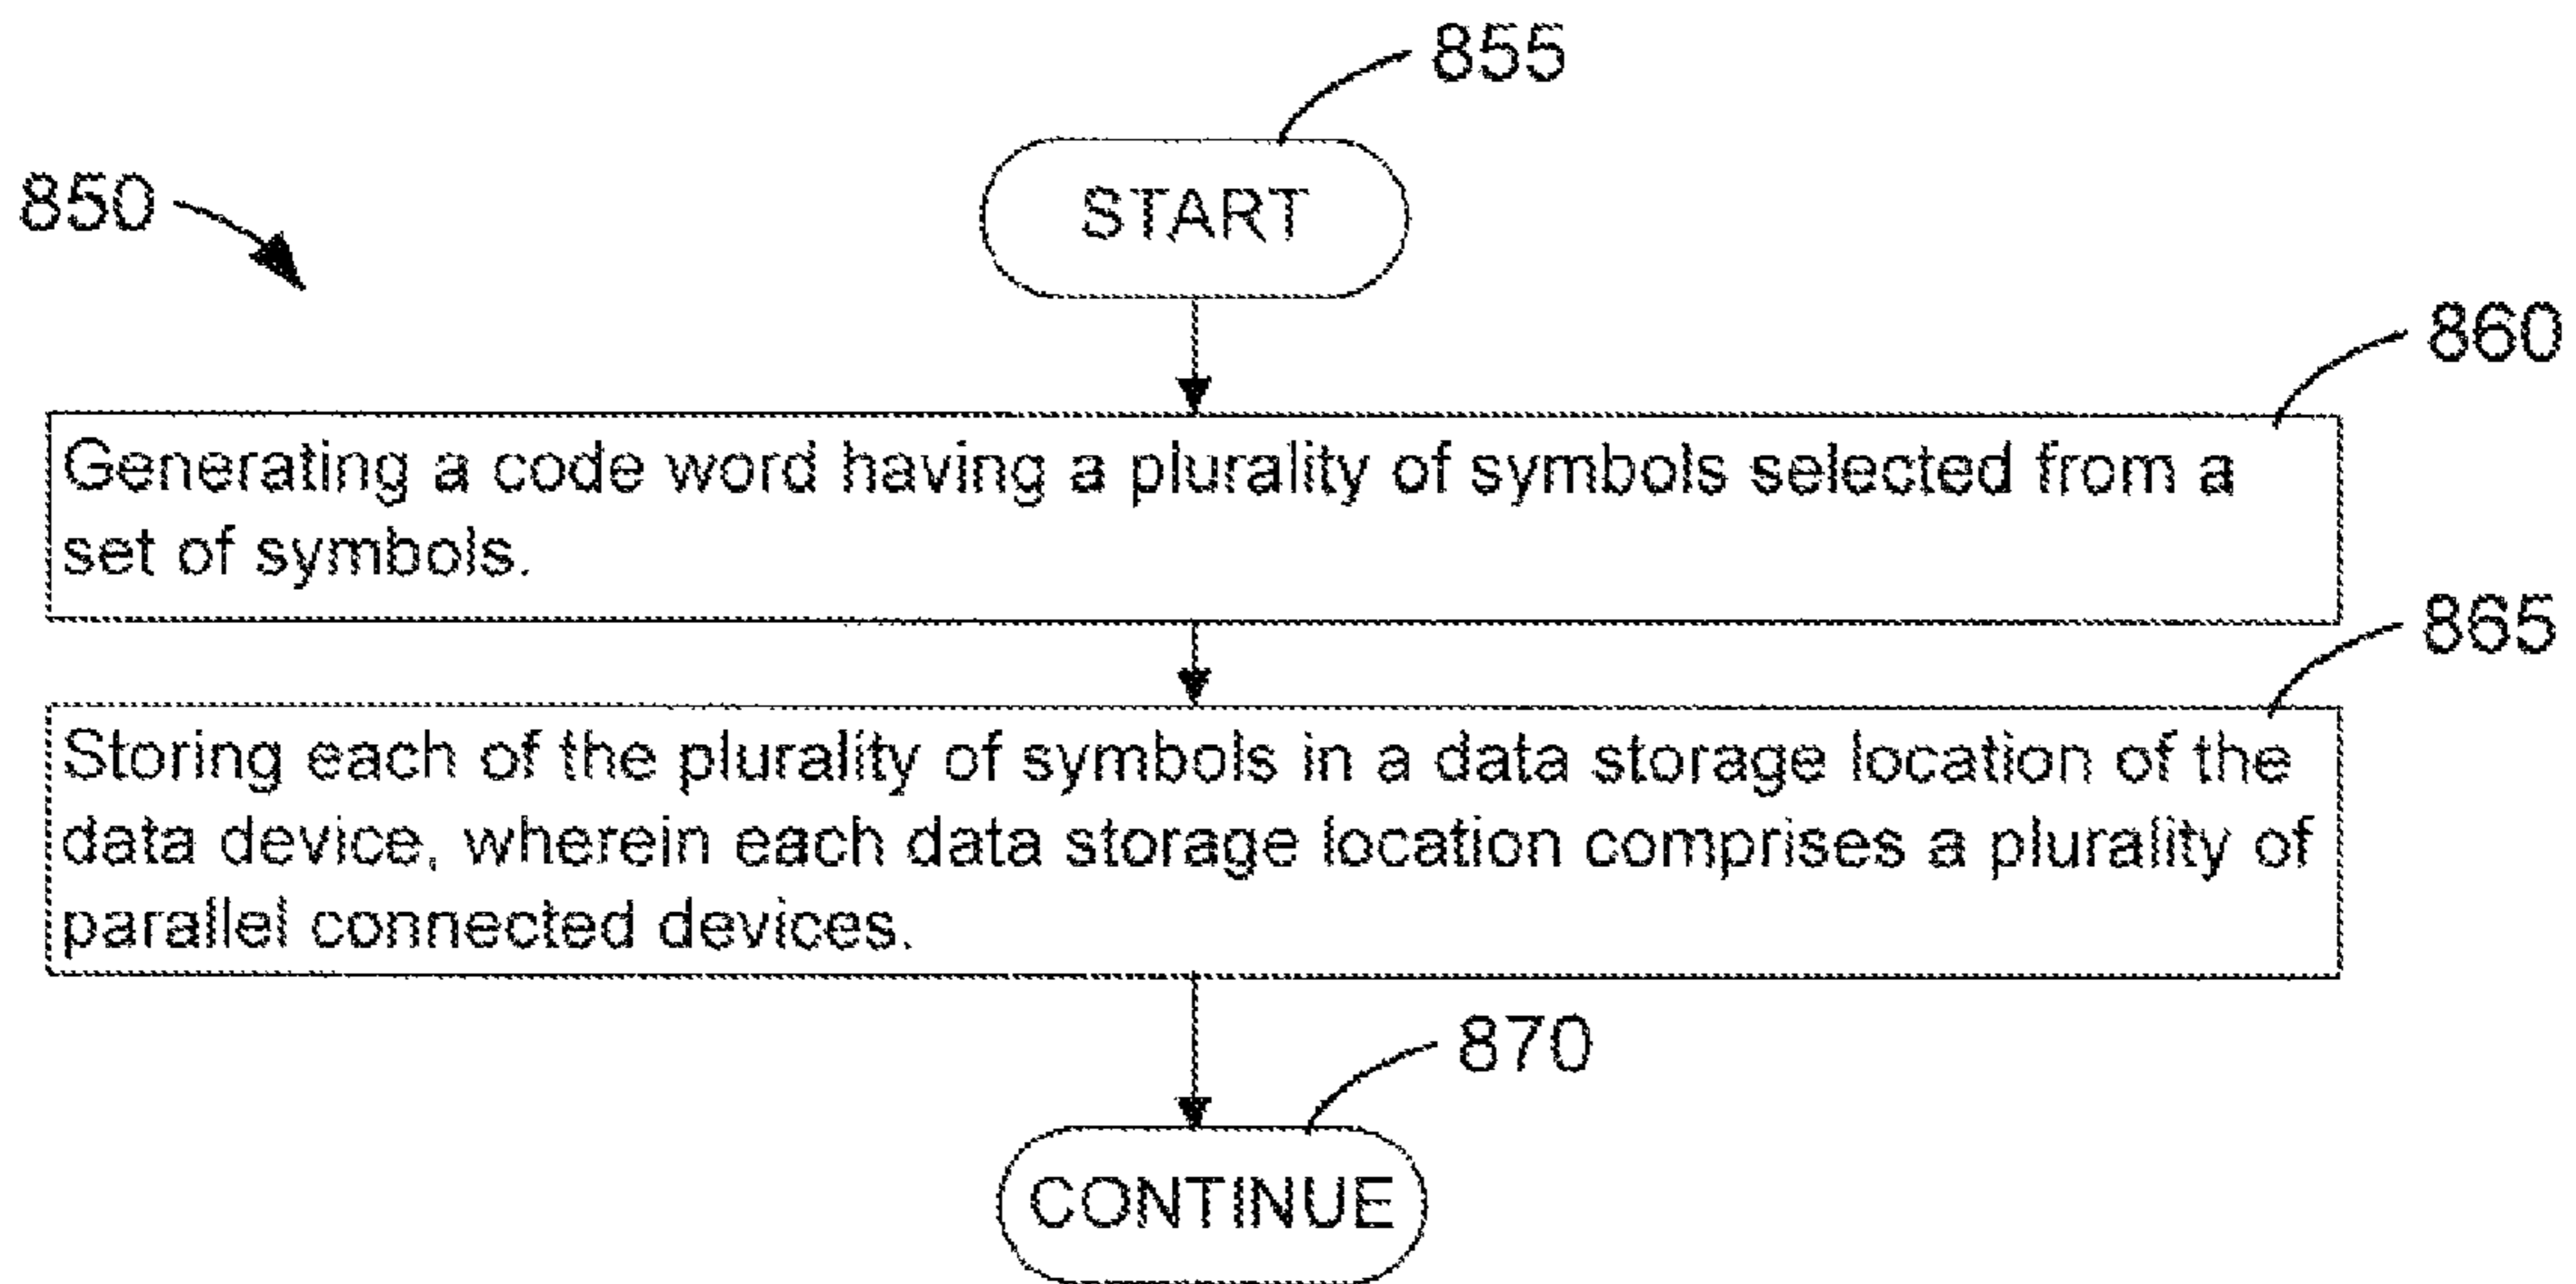 855
850
START
860
Generating a code word having a plurality of symbols selected from a
set of symbols.
865
Storing each of the plurality of symbols in a data storage location of the
data device, wherein each data storage location comprises a plurality of
parallel connected devices.
870
CONTINUE